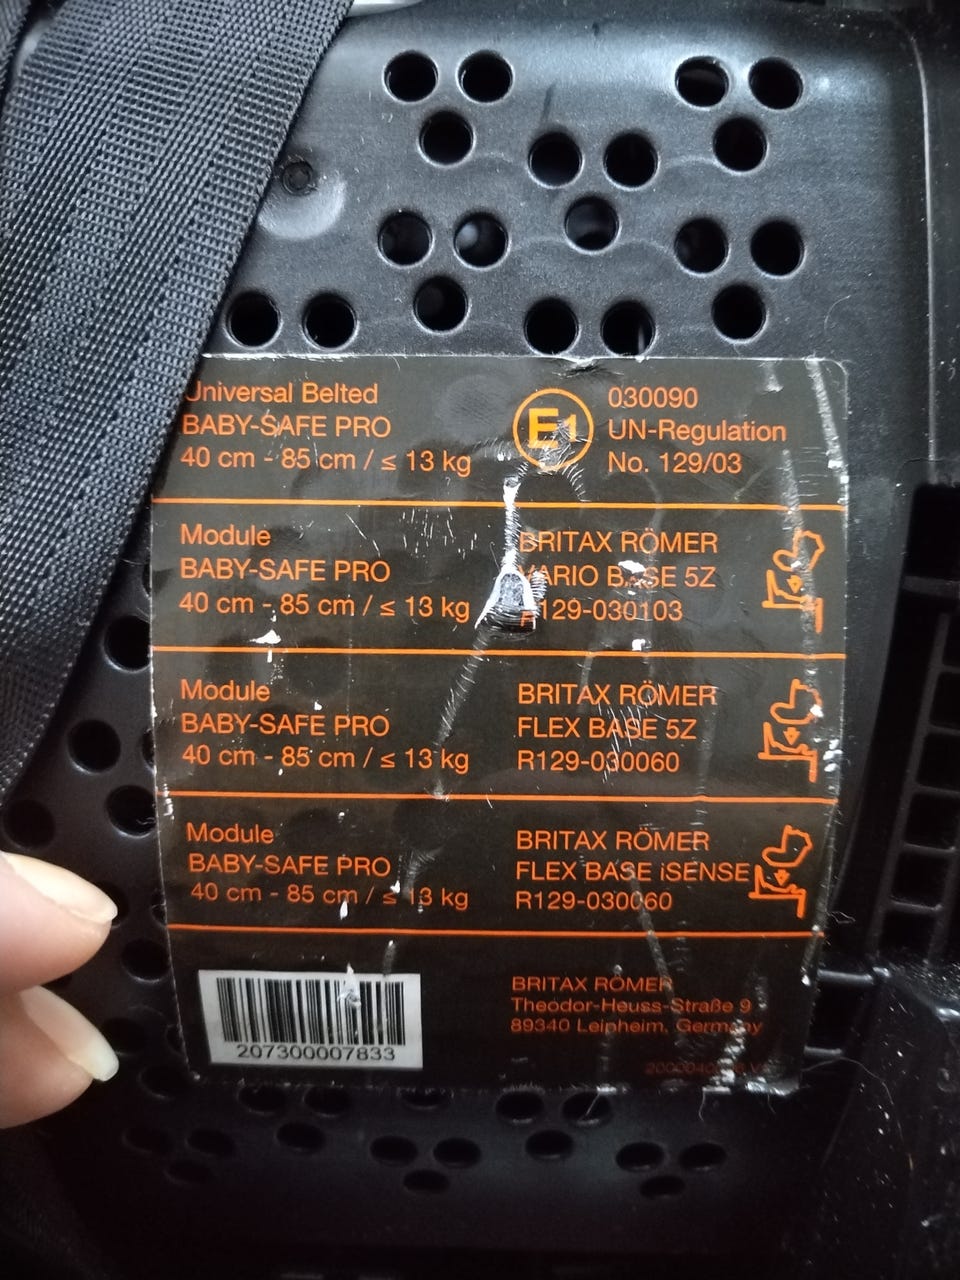 Universal Belted
BABY-SAFE PRO
40 cm - 85 cm / ≤ 13 kg
E1
030090
UN-Regulation
No. 129/03
Module
BABY-SAFE PRO
40 cm - 85 cm / ≤ 13 kg
BRITAX RÖMER
VARIO BASE 5Z
R129-030103
Module
BABY-SAFE PRO
40 cm - 85 cm / ≤ 13 kg
BRITAX RÖMER
FLEX BASE 5Z
R129-030060
Module
BABY-SAFE PRO
40 cm - 85 cm / ≤ 13 kg
BRITAX RÖMER
FLEX BASE iSENSE
R129-030060
207300007833
BRITAX RÖMER
Theodor-Heuss-Straße 9
89340 Leipheim, Germany